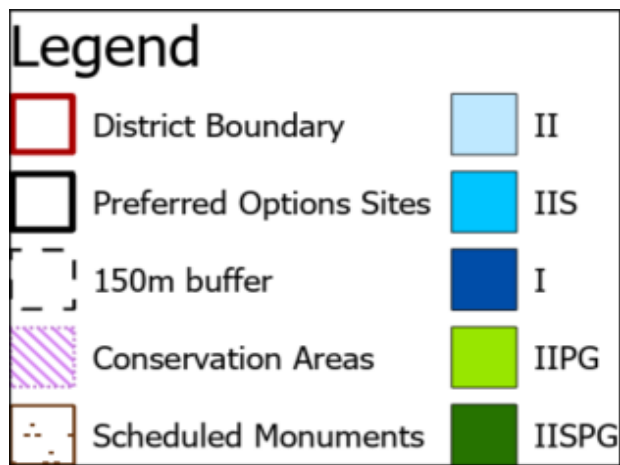 Legend
District Boundary
II
Preferred Options Sites
IIS
150m buffer
I
Conservation Areas
IIPG
Scheduled Monuments
IISPG